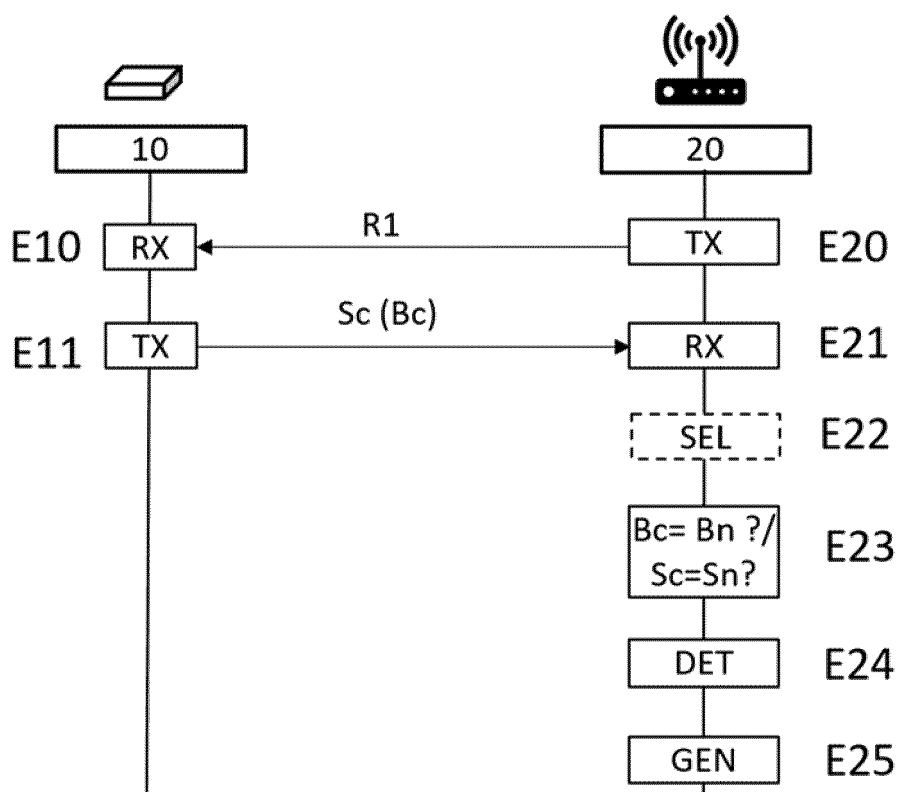 10
20
E10
RX
R1
TX
E20
E11
TX
Sc (Bc)
RX
E21
SEL
E22
Bc= Bn ?/
Sc=Sn?
E23
DET
E24
GEN
E25